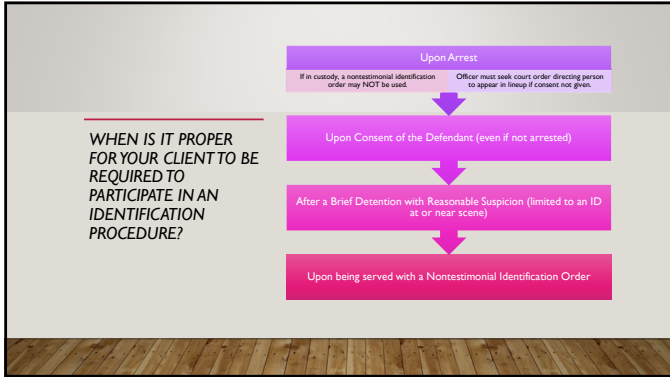 WHEN IS IT PROPER
FOR YOUR CLIENT TO BE
REQUIRED TO
PARTICIPATE IN AN
IDENTIFICATION
PROCEDURE?
Upon Arrest
If in custody, a nontestimonial identification
order may NOT be used.
Officer must seek court order directing person
to appear in lineup if consent not given.
Upon Consent of the Defendant (even if not arrested)
After a Brief Detention with Reasonable Suspicion (limited to an ID
at or near scene)
Upon being served with a Nontestimonial Identification Order